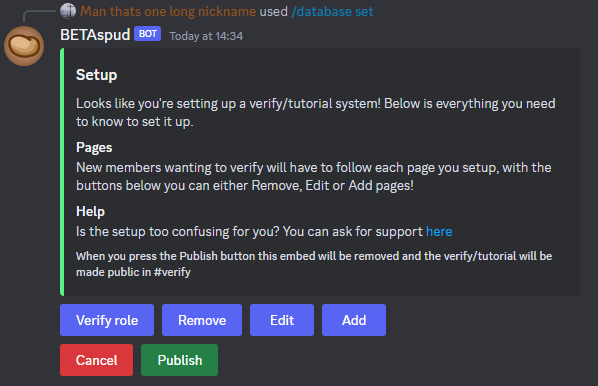 Man thats one long nickname used /database set
BETAspud BOT Today at 14:34
Setup
Looks like you're setting up a verify/tutorial system! Below is everything you need
to know to set it up.
Pages
New members wanting to verify will have to follow each page you setup, with the
buttons below you can either Remove, Edit or Add pages!
Help
Is the setup too confusing for you? You can ask for support here
When you press the Publish button this embed will be removed and the verify/tutorial will be
made public in #verify
Verify role Remove Edit Add
Cancel Publish